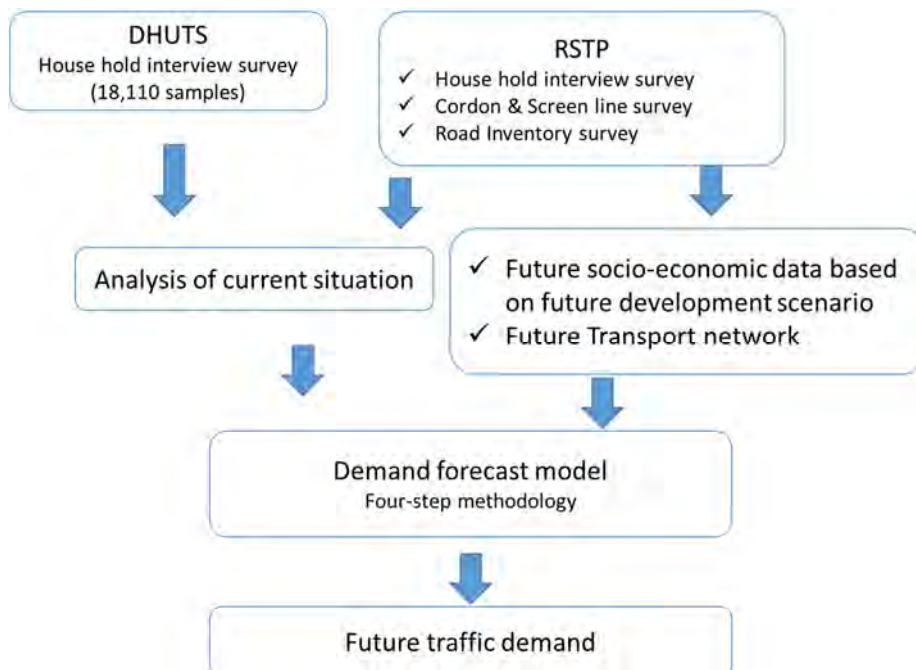 DHUTS
House hold interview survey
(18,110 samples)
RSTP
✓ House hold interview survey
✓ Cordon & Screen line survey
✓ Road Inventory survey
Analysis of current situation
✓ Future socio-economic data based
on future development scenario
✓ Future Transport network
Demand forecast model
Four-step methodology
Future traffic demand